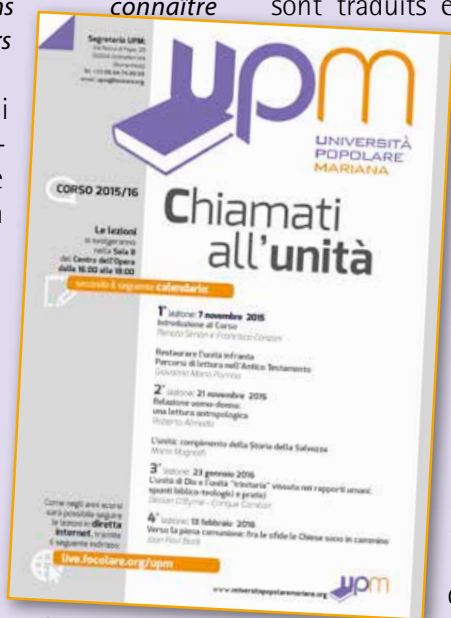 connaître
sont traduits e
Segreteria UPM:
upm
UNIVERSITÀ
POPOLARE
MARIANA
CORSO 2015/16
Chiamati
all'unità
Le lezioni
si svolgeranno
nella Sala B
del Centro dell'Opera
dalle 16:00 alle 18:00
secondo il seguente calendario:
1ª lezione: 7 novembre 2015
Introduzione al Corso
Restaurare l'unità infranta
Percorsi di lettura nell'Antico Testamento
2ª lezione: 21 novembre 2015
Relazione uomo-donna:
una lettura antropologica
Roberto Almada
L'unità: compimento della Storia della Salvezza
3ª lezione: 23 gennaio 2016
L'unità di Dio e l'unità "trinitaria" vissuta nei rapporti umani:
spunti biblico-teologici e pratici
4ª lezione: 13 febbraio 2016
Verso la piena comunione: fra le sfide le Chiese sono in cammino
Come negli anni scorsi
sarà possibile seguire
le lezioni in diretta
internet, tramite
il seguente indirizzo:
live.focolare.org/upm
www.universitapopolaremariana.org
upm